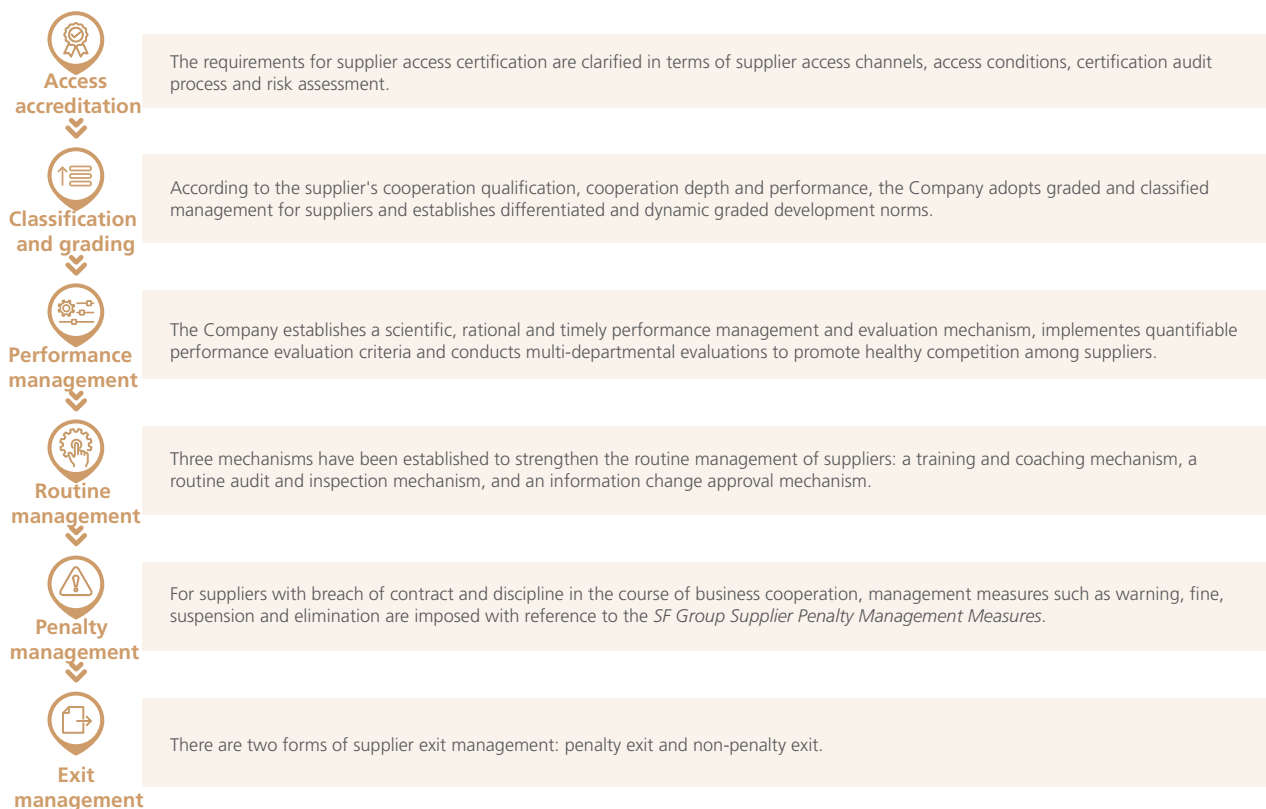 Access
accreditation
The requirements for supplier access certification are clarified in terms of supplier access channels, access conditions, certification audit
process and risk assessment.
Classification
and grading
According to the supplier's cooperation qualification, cooperation depth and performance, the Company adopts graded and classified
management for suppliers and establishes differentiated and dynamic graded development norms.
Performance
management
The Company establishes a scientific, rational and timely performance management and evaluation mechanism, implementes quantifiable
performance evaluation criteria and conducts multi-departmental evaluations to promote healthy competition among suppliers.
Routine
management
Three mechanisms have been established to strengthen the routine management of suppliers: a training and coaching mechanism, a
routine audit and inspection mechanism, and an information change approval mechanism.
Penalty
management
For suppliers with breach of contract and discipline in the course of business cooperation, management measures such as warning, fine,
suspension and elimination are imposed with reference to the SF Group Supplier Penalty Management Measures.
Exit
management
There are two forms of supplier exit management: penalty exit and non-penalty exit.